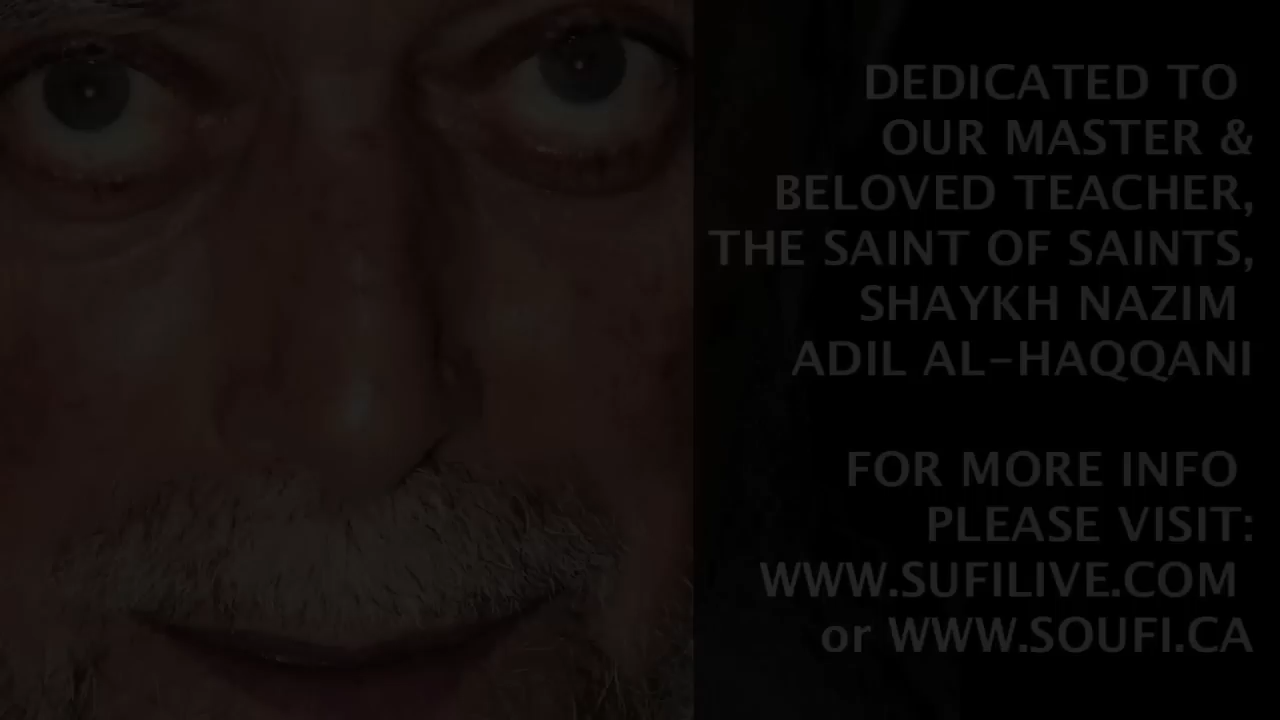 DEDICATED TO
OUR MASTER &
BELOVED TEACHER,
THE SAINT OF SAINTS,
SHAYKH NAZIM
ADIL AL-HAQQANI
FOR MORE INFO
PLEASE VISIT:
WWW.SUFILIVE.COM
or WWW.SOUFI.CA